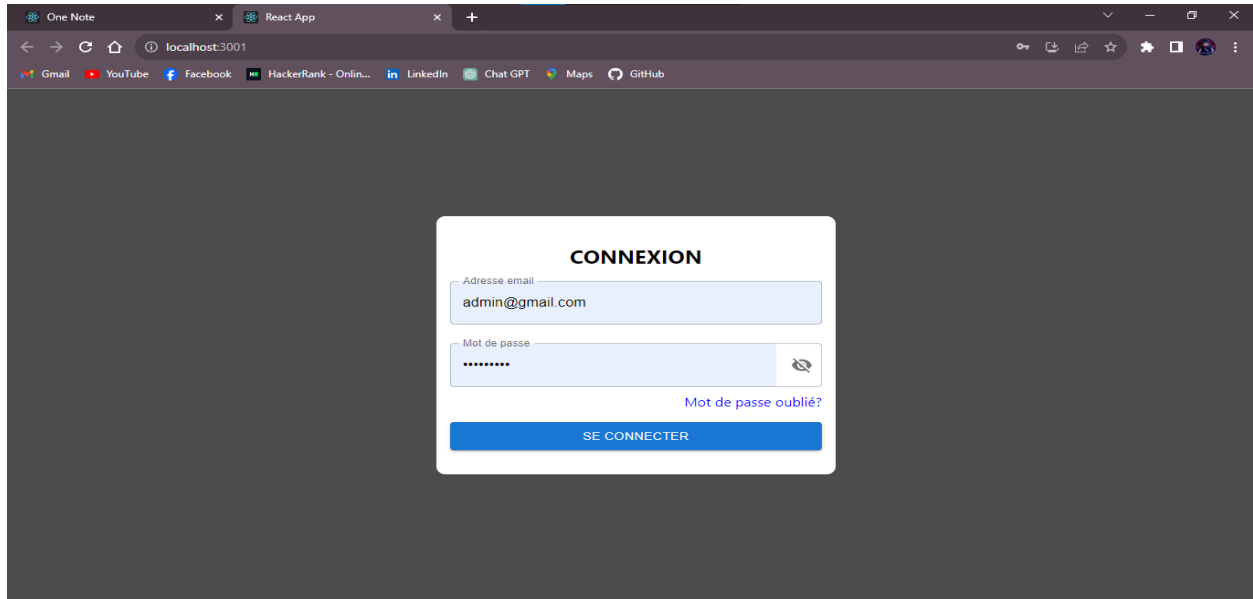 One Note
React App
localhost:3001
Gmail
YouTube
Facebook
HackerRank - Onlin...
LinkedIn
Chat GPT
Maps
GitHub
CONNEXION
Adresse email
admin@gmail.com
Mot de passe
•••••••••
Mot de passe oublié?
SE CONNECTER